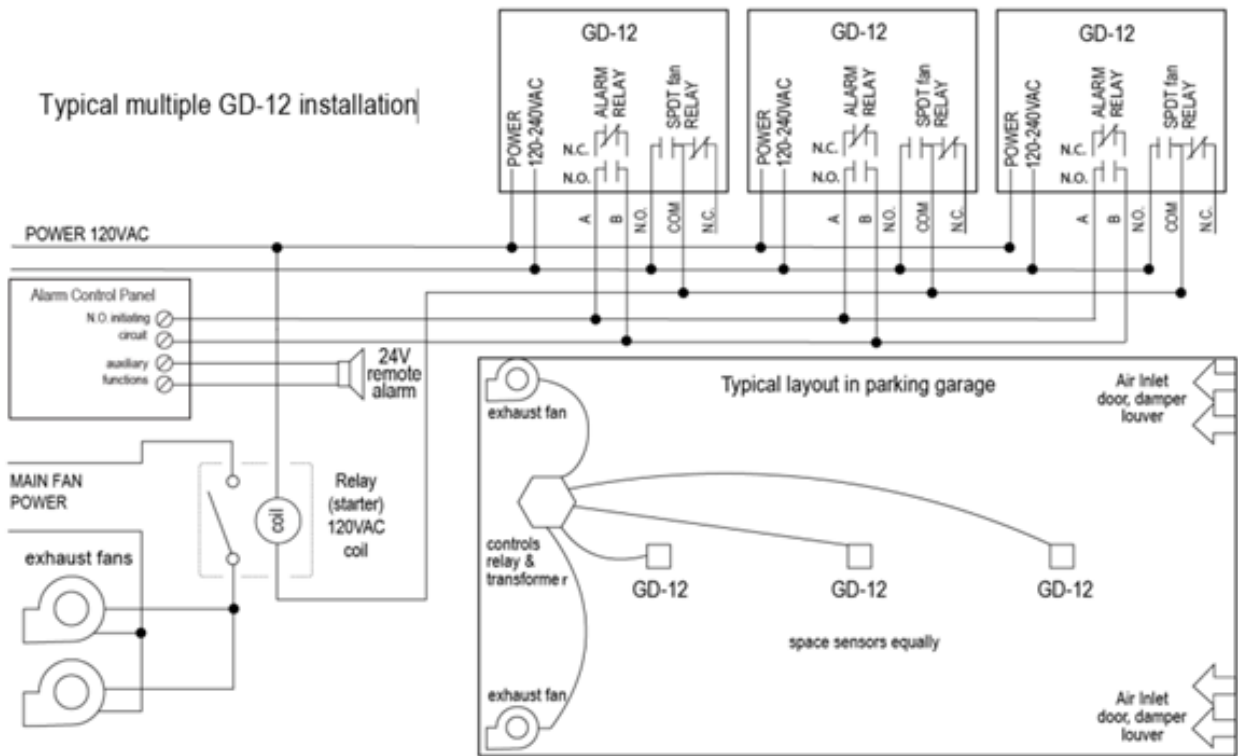 Typical multiple GD-12 installation
GD-12
POWER
120-240VAC
ALARM
RELAY
SPDT fan
RELAY
N.C.
N.O.
A
B
N.O.
COM
N.C.
GD-12
POWER
120-240VAC
ALARM
RELAY
SPDT fan
RELAY
N.C.
N.O.
A
B
N.O.
COM
N.C.
GD-12
POWER
120-240VAC
ALARM
RELAY
SPDT fan
RELAY
N.C.
N.O.
A
B
N.O.
COM
N.C.
POWER 120VAC
Alarm Control Panel
N.O. initiating
circuit
auxiliary
functions
24V
remote
alarm
MAIN FAN
POWER
coil
Relay
(starter)
120VAC
coil
exhaust fans
Typical layout in parking garage
exhaust fan
Air Inlet
door, damper
louver
controls
relay &
transforme r
GD-12
GD-12
GD-12
space sensors equally
exhaust fan
Air Inlet
door, damper
louver